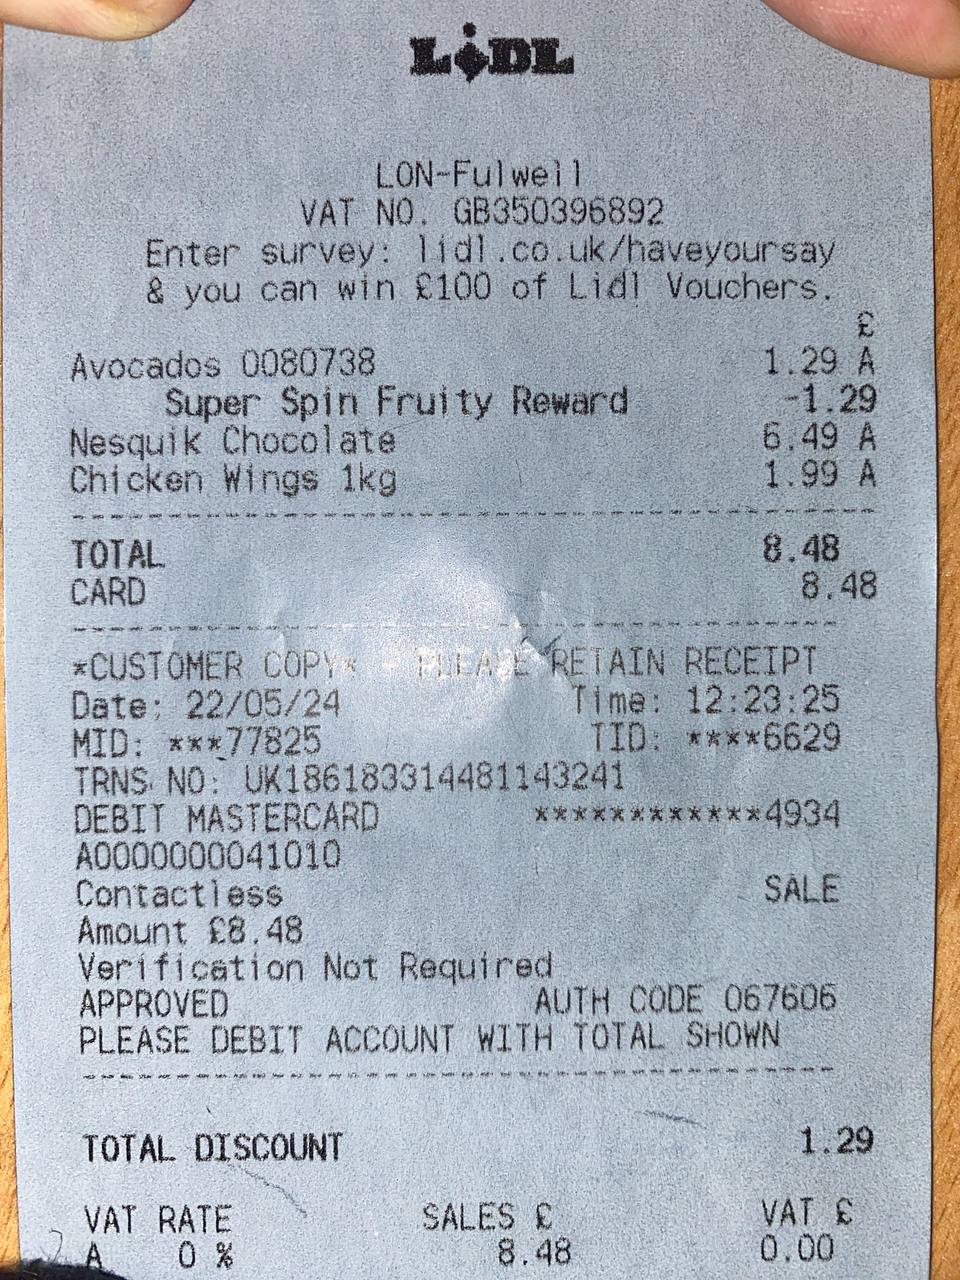 LiDL
LON-Fulwell
VAT NO. GB350396892
Enter survey: lidl.co.uk/haveyoursay
& you can win £100 of Lidl Vouchers.
£
Avocados 0080738 1.29 A
Super Spin Fruity Reward -1.29
Nesquik Chocolate 6.49 A
Chicken Wings 1kg 1.99 A
TOTAL 8.48
CARD 8.48
*CUSTOMER COPY* - PLEASE RETAIN RECEIPT
Date: 22/05/24 Time: 12:23:25
MID: ***77825 TID: ****6629
TRNS NO: UK186183314481143241
DEBIT MASTERCARD ************4934
A0000000041010
Contactless SALE
Amount £8.48
Verification Not Required
APPROVED AUTH CODE 067606
PLEASE DEBIT ACCOUNT WITH TOTAL SHOWN
TOTAL DISCOUNT 1.29
VAT RATE SALES £ VAT £
A 0 % 8.48 0.00